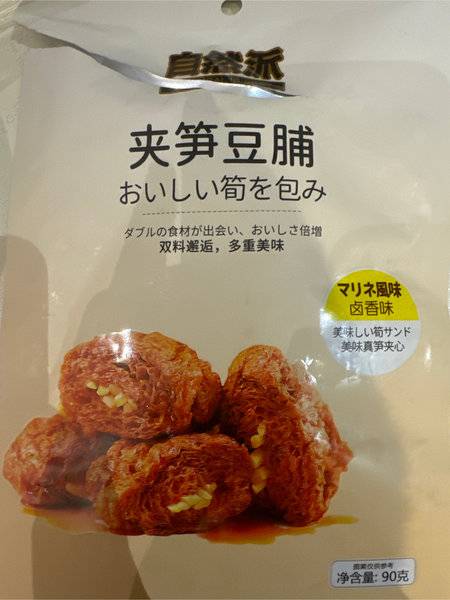 自然派
夹笋豆脯
おいしい筍を包み
ダブルの食材が出会い、おいしさ倍増
双料邂逅，多重美味
マリネ風味
卤香味
美味しい筍サンド
美味真笋夹心
图案仅供参考
净含量: 90克